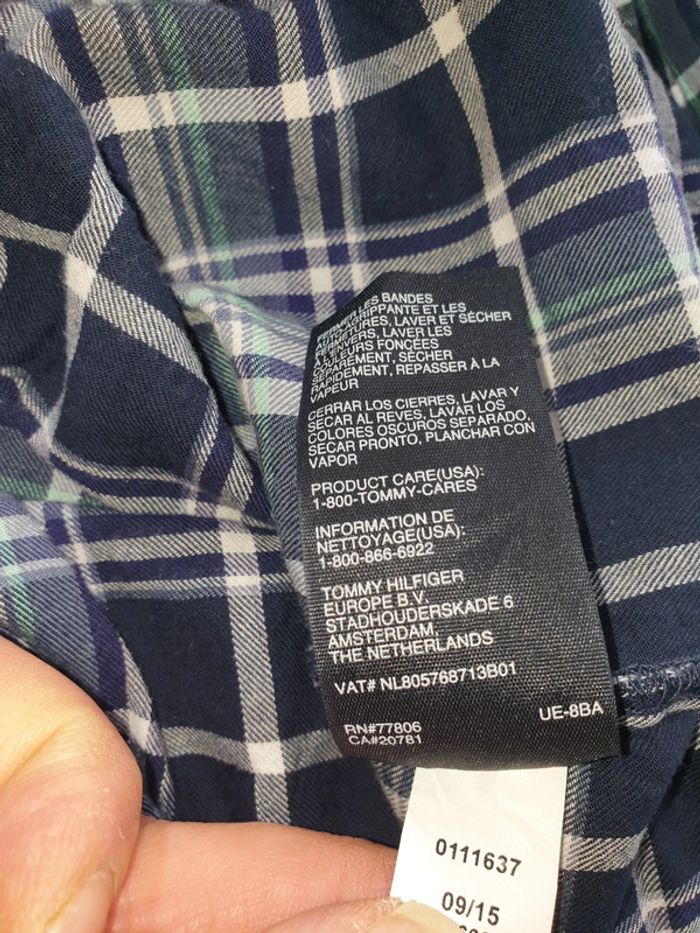 FERMER LES BANDES
AUTO-AGRIPPANTE ET LES
FERMETURES, LAVER ET SÉCHER
À L'ENVERS, LAVER LES
COULEURS FONCÉES
SÉPARÉMENT, SÉCHER
RAPIDEMENT, REPASSER À LA
VAPEUR
CERRAR LOS CIERRES, LAVAR Y
SECAR AL REVES, LAVAR LOS
COLORES OSCUROS SEPARADO,
SECAR PRONTO, PLANCHAR CON
VAPOR
PRODUCT CARE(USA):
1-800-TOMMY-CARES
INFORMATION DE
NETTOYAGE(USA):
1-800-866-6922
TOMMY HILFIGER
EUROPE B.V.
STADHOUDERSKADE 6
AMSTERDAM,
THE NETHERLANDS
VAT# NL805768713B01
UE-8BA
RN#77806
CA#20781
0111637
09/15